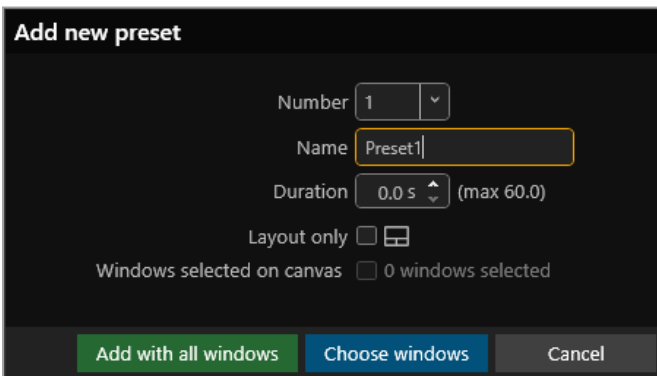 Add new preset
Number 1
Name Preset1
Duration 0.0 s (max 60.0)
Layout only
Windows selected on canvas 0 windows selected
Add with all windows Choose windows Cancel